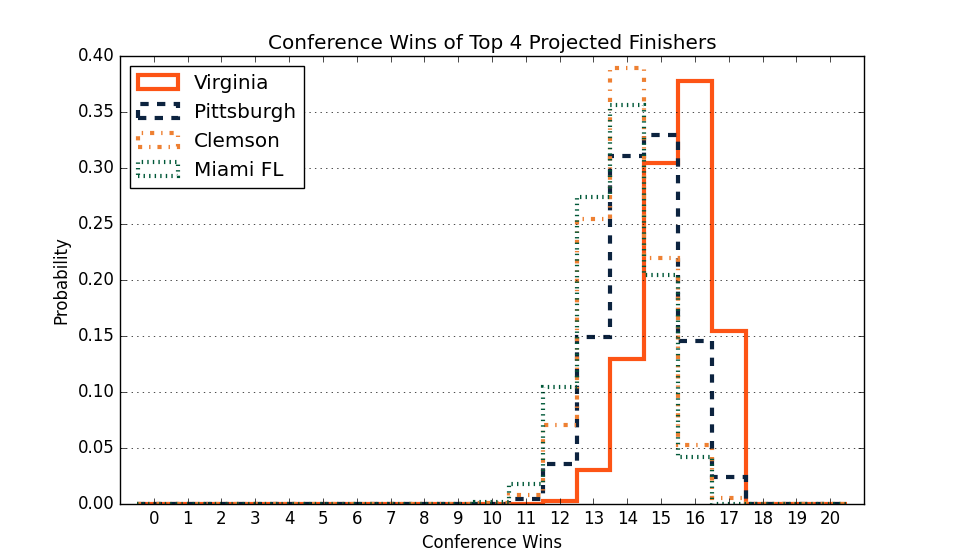 Conference Wins of Top 4 Projected Finishers
0.40
0.35
0.30
0.25
0.20
0.15
0.10
0.05
0.00
Probability
Virginia
Pittsburgh
Clemson
Miami FL
0 1 2 3 4 5 6 7 8 9 10 11 12 13 14 15 16 17 18 19 20
Conference Wins